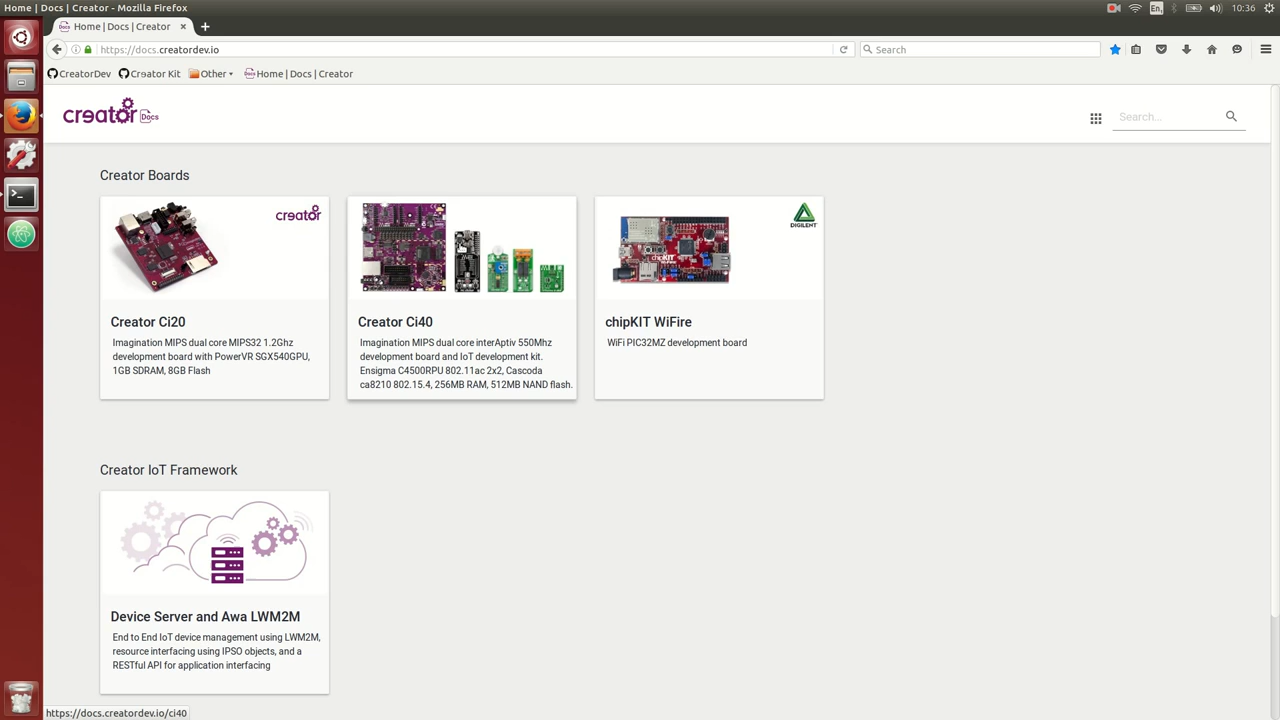 Home | Docs | Creator - Mozilla Firefox
En
10:36
Docs
Home | Docs | Creator
https://docs.creatordev.io
Search
CreatorDev
Creator Kit
Other
Home | Docs | Creator
creator Docs
Search...
Creator Boards
creator
DIGILENT
chipKIT
Creator Ci20
Imagination MIPS dual core MIPS32 1.2Ghz
development board with PowerVR SGX540GPU,
1GB SDRAM, 8GB Flash
Creator Ci40
Imagination MIPS dual core interAptiv 550Mhz
development board and IoT development kit.
Ensigma C4500RPU 802.11ac 2x2, Cascoda
ca8210 802.15.4, 256MB RAM, 512MB NAND flash.
chipKIT WiFire
WiFi PIC32MZ development board
Creator IoT Framework
Device Server and Awa LWM2M
End to End IoT device management using LWM2M,
resource interfacing using IPSO objects, and a
RESTful API for application interfacing
https://docs.creatordev.io/ci40